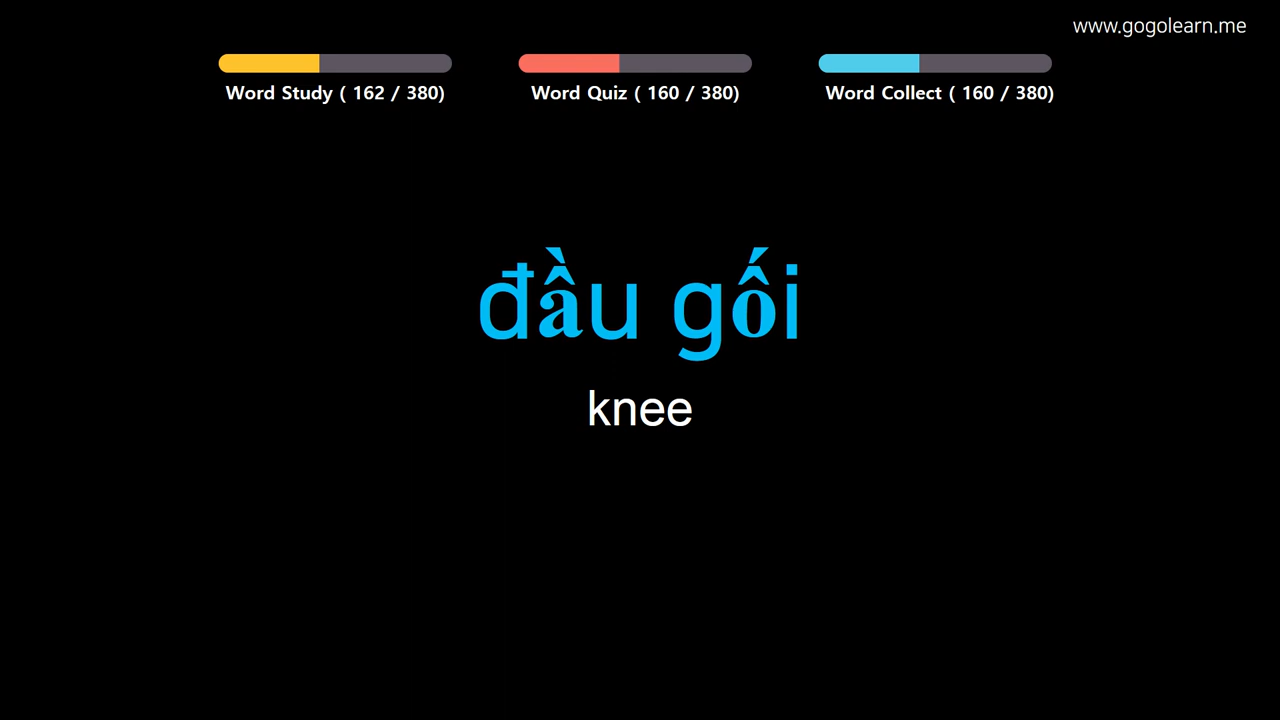 www.gogolearn.me
Word Study ( 162 / 380)
Word Quiz ( 160 / 380)
Word Collect ( 160 / 380)
đầu gối
knee